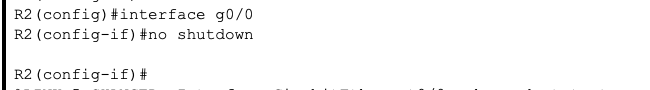 R2(config)#interface g0/0
R2(config-if)#no shutdown
R2(config-if)#